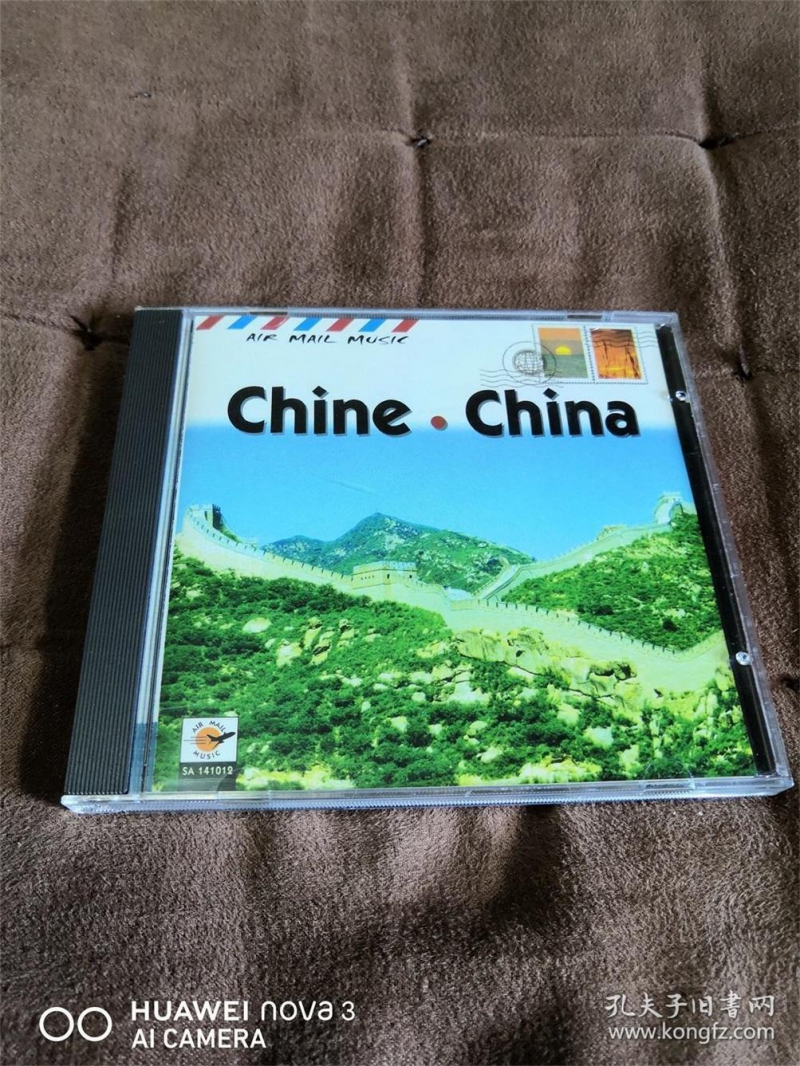 AIR MAIL MUSIC
Chine • China
AIR MAIL
MUSIC
SA 141012
HUAWEI nova 3
AI CAMERA
孔夫子旧書网
www.kongfz.com